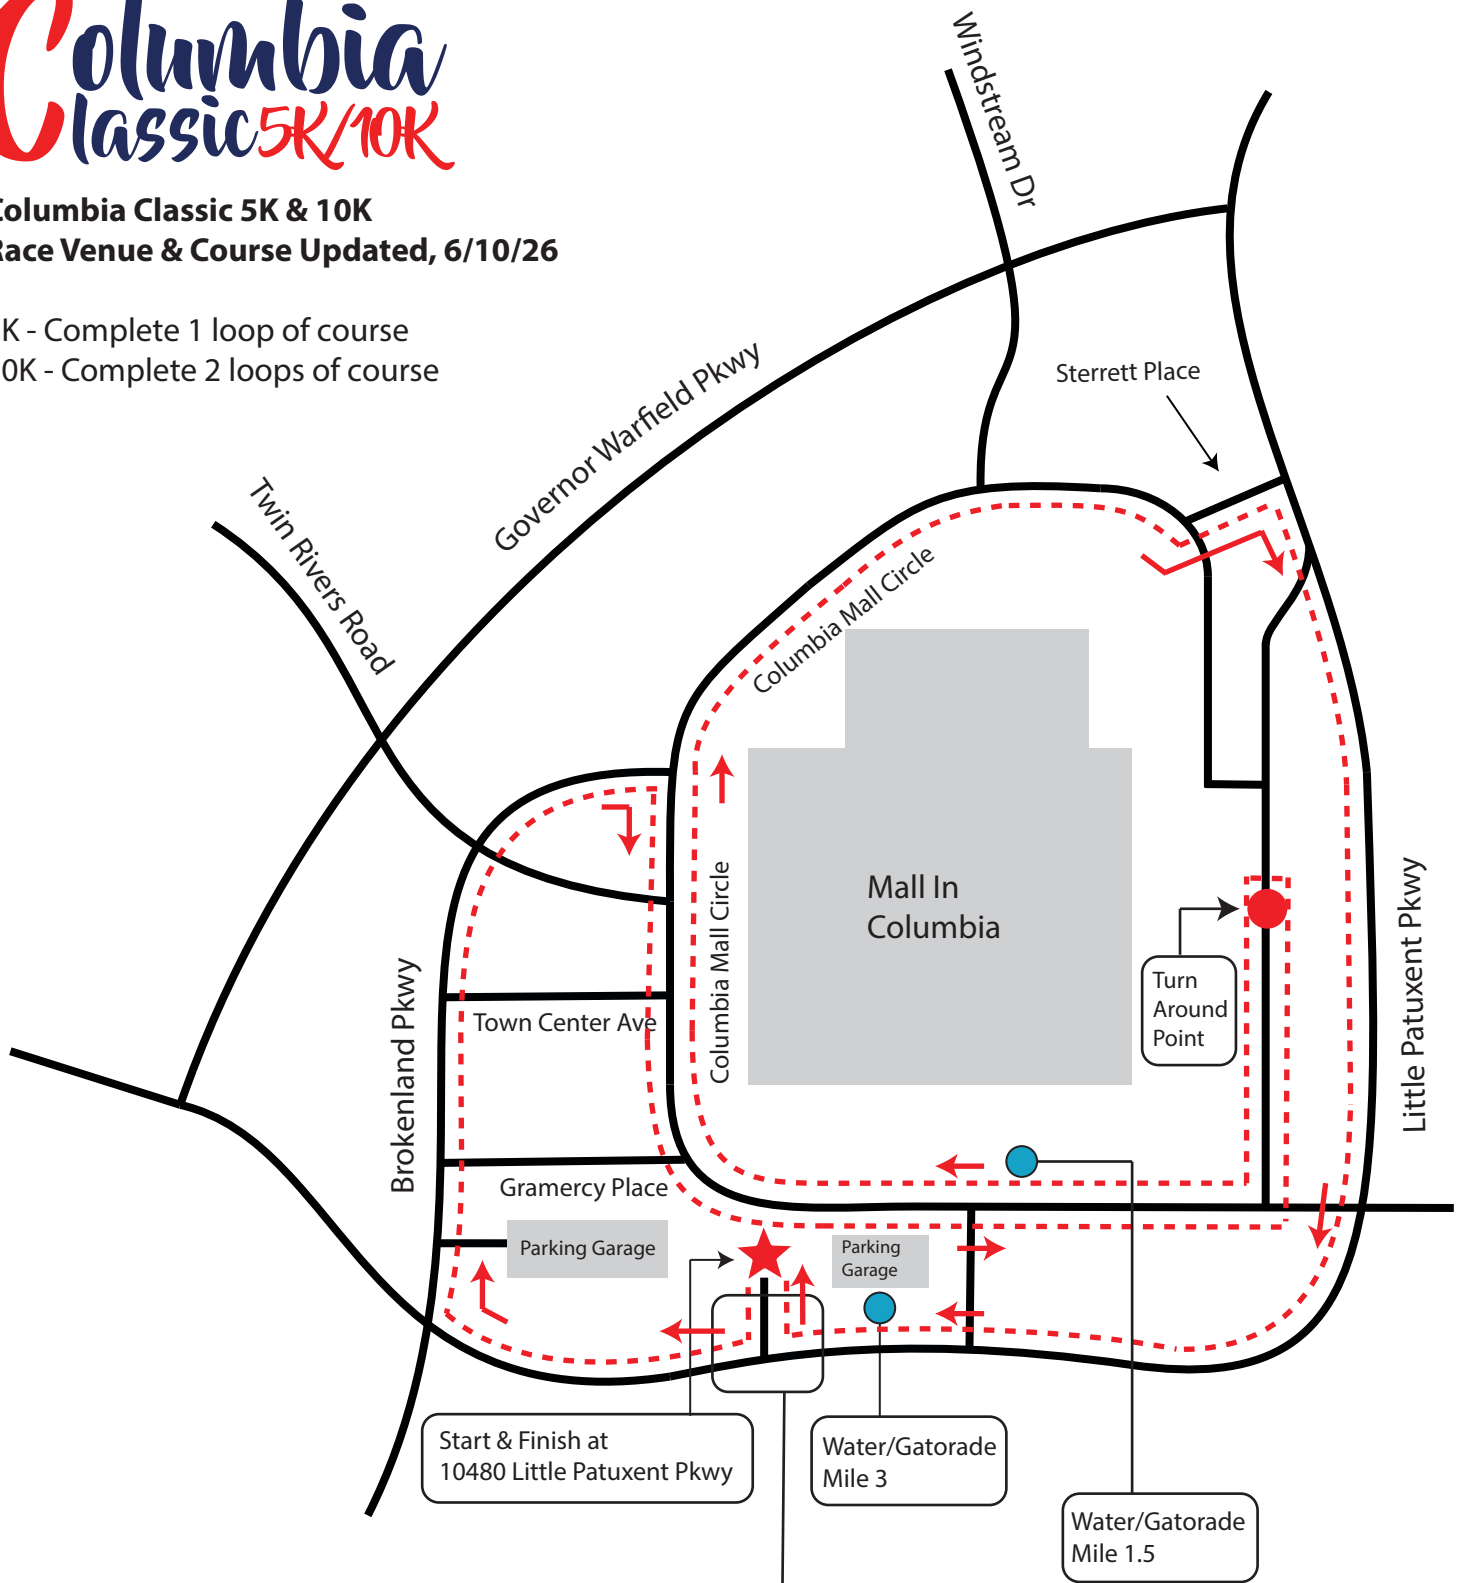 Columbia
Classic 5K/10K
Columbia Classic 5K & 10K
Race Venue & Course Updated, 6/10/26
K - Complete 1 loop of course
0K - Complete 2 loops of course
Windstream Dr
Sterrett Place
Governor Warfield Pkwy
Twin Rivers Road
Columbia Mall Circle
Mall In
Columbia
Columbia Mall Circle
Turn
Around
Point
Little Patuxent Pkwy
Brokenland Pkwy
Town Center Ave
Gramercy Place
Parking Garage
Parking
Garage
Start & Finish at
10480 Little Patuxent Pkwy
Water/Gatorade
Mile 3
Water/Gatorade
Mile 1.5